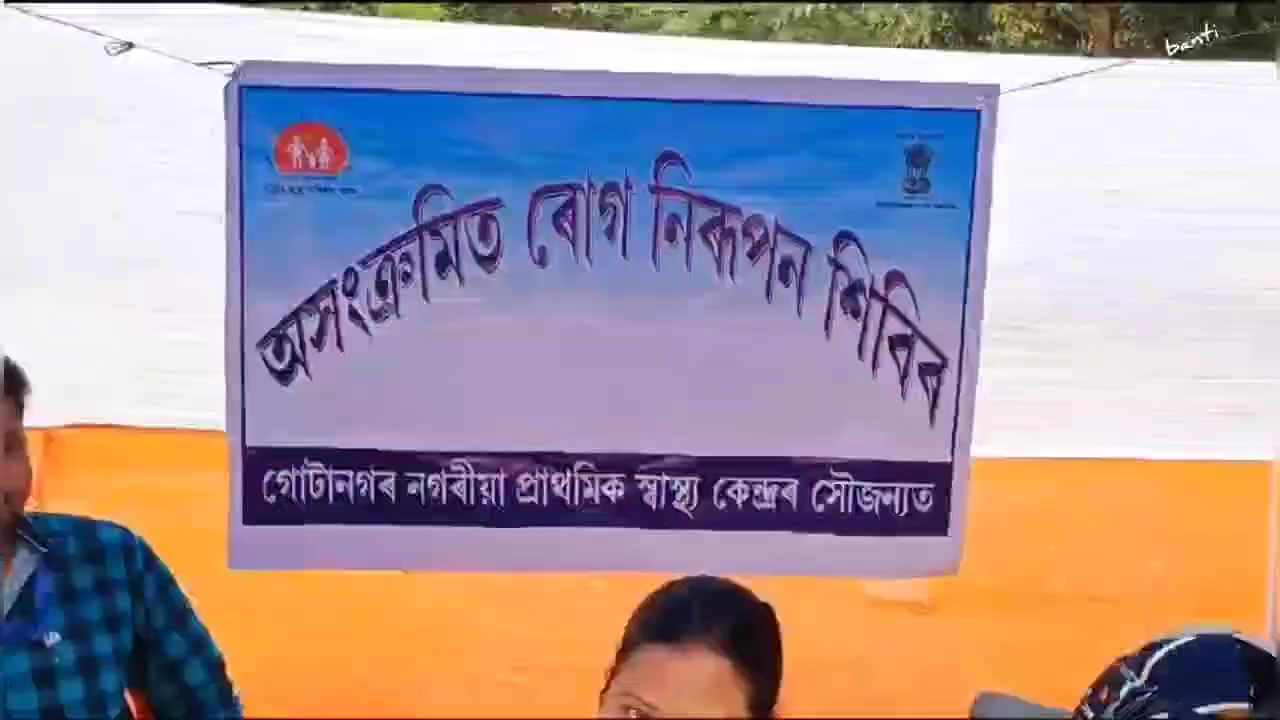 banti
অসংক্ৰমিত ৰোগ নিৰূপন শিবিৰ
গোটানগৰ নগৰীয়া প্ৰাথমিক স্বাস্থ্য কেন্দ্ৰৰ সৌজন্যত